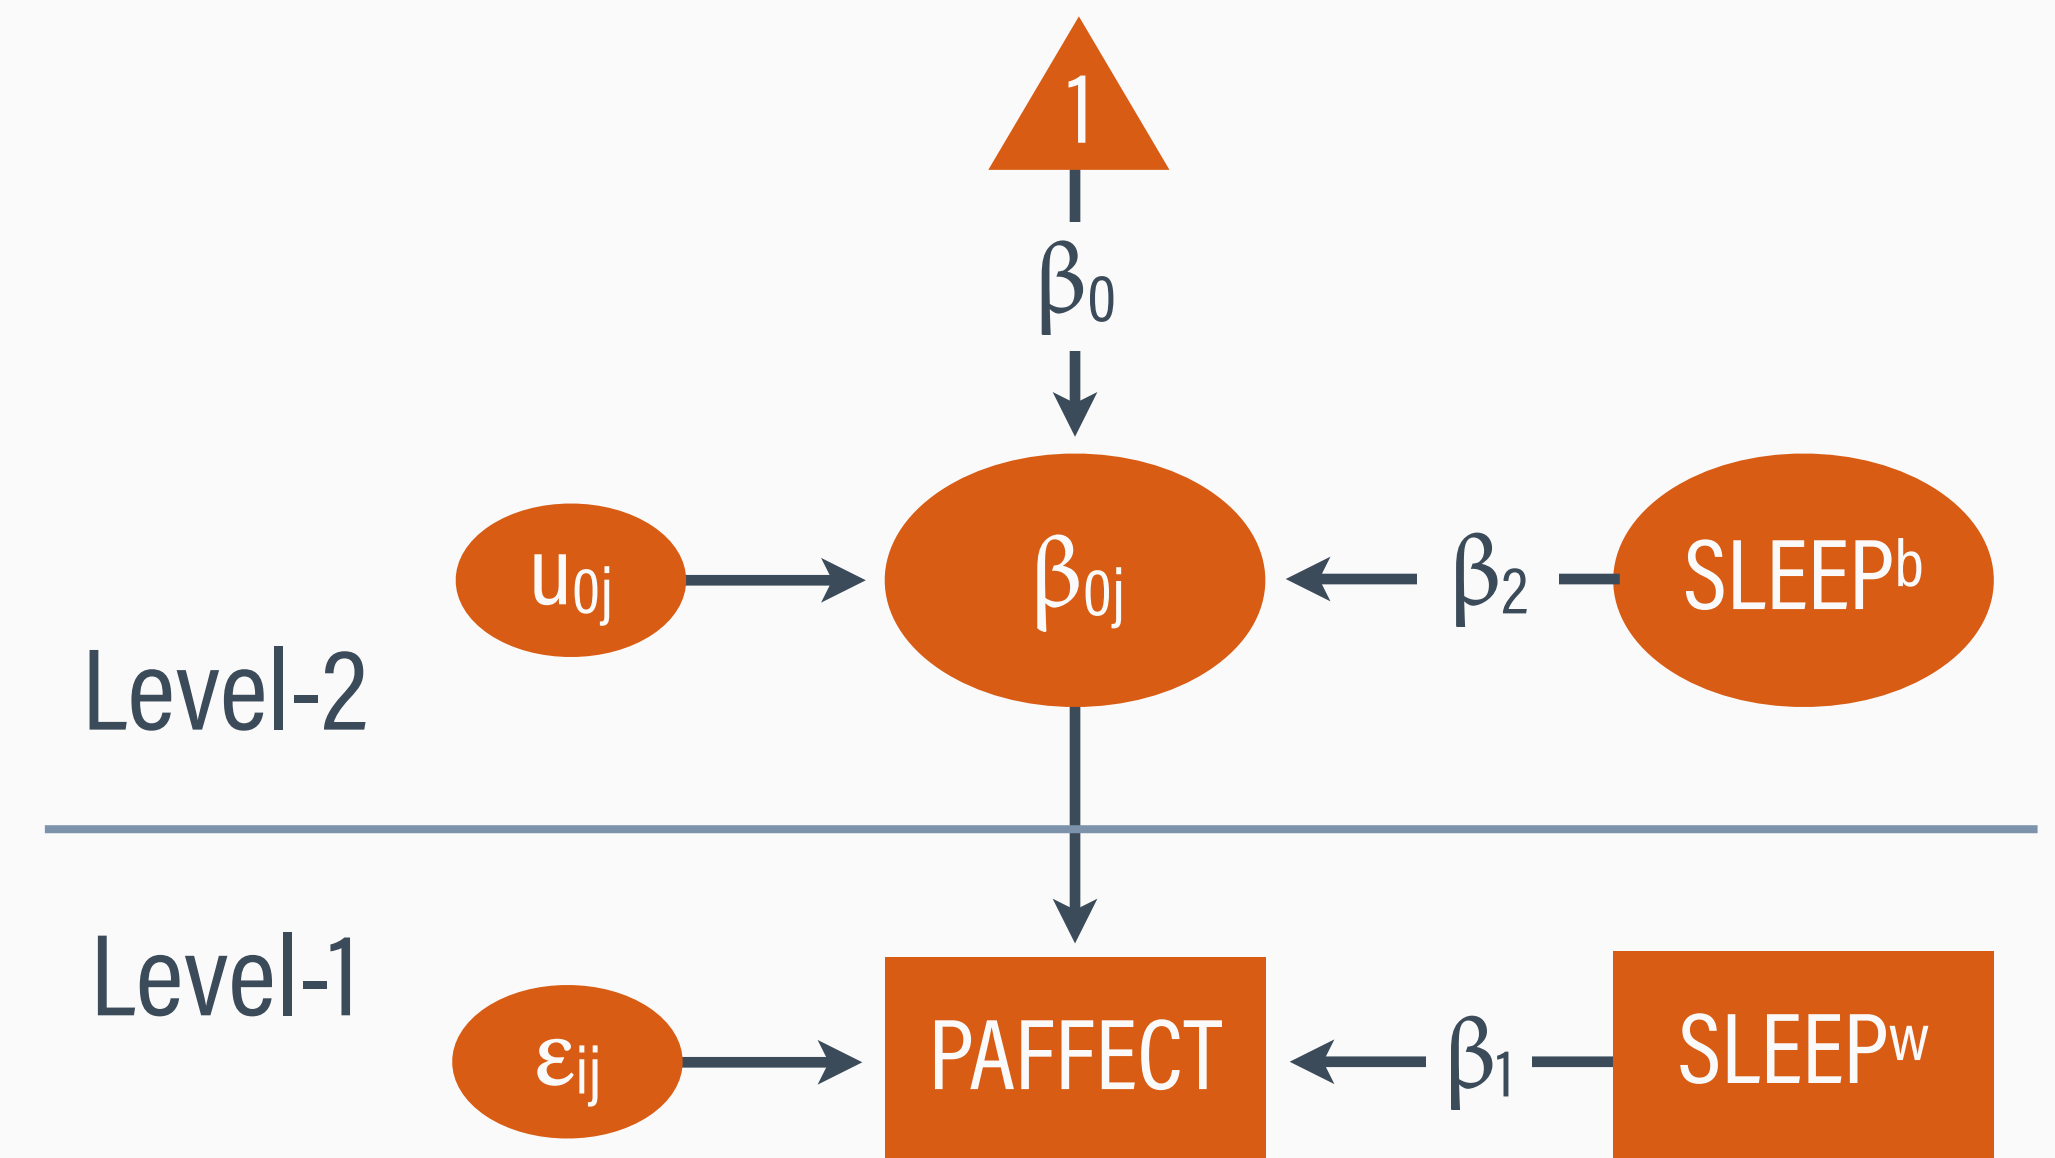 1
β₀
u₀ⱼ
β₀ⱼ
β₂
SLEEPᵇ
Level-2
Level-1
εᵢⱼ
PAFFECT
β₁
SLEEPʷ